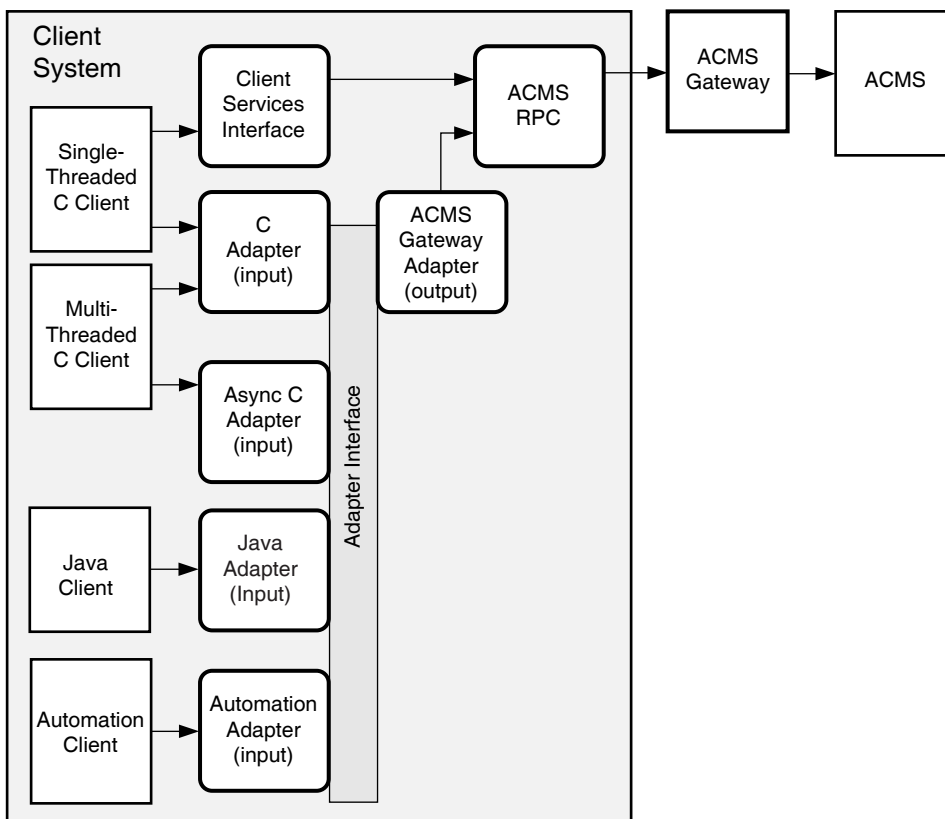 Client
System
Client
Services
Interface
ACMS
RPC
ACMS
Gateway
ACMS
Single-
Threaded
C Client
C
Adapter
(input)
ACMS
Gateway
Adapter
(output)
Multi-
Threaded
C Client
Async C
Adapter
(input)
Adapter Interface
Java
Client
Java
Adapter
(Input)
Automation
Client
Automation
Adapter
(input)